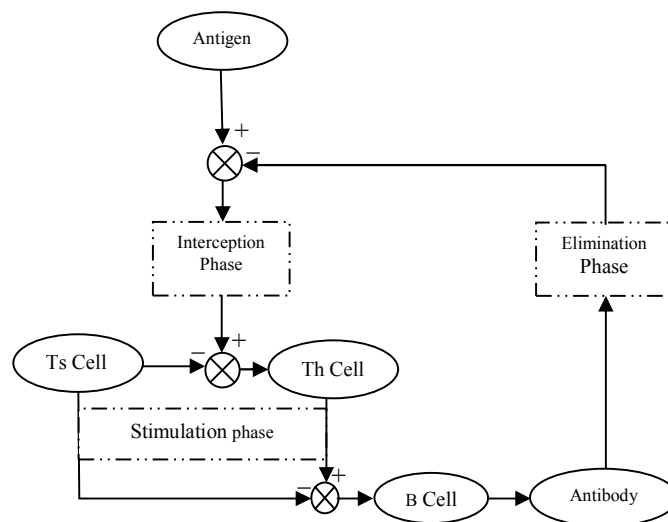 Antigen
+
−
Interception
Phase
Elimination
Phase
− +
Ts Cell
Th Cell
Stimulation phase
− +
B Cell
Antibody